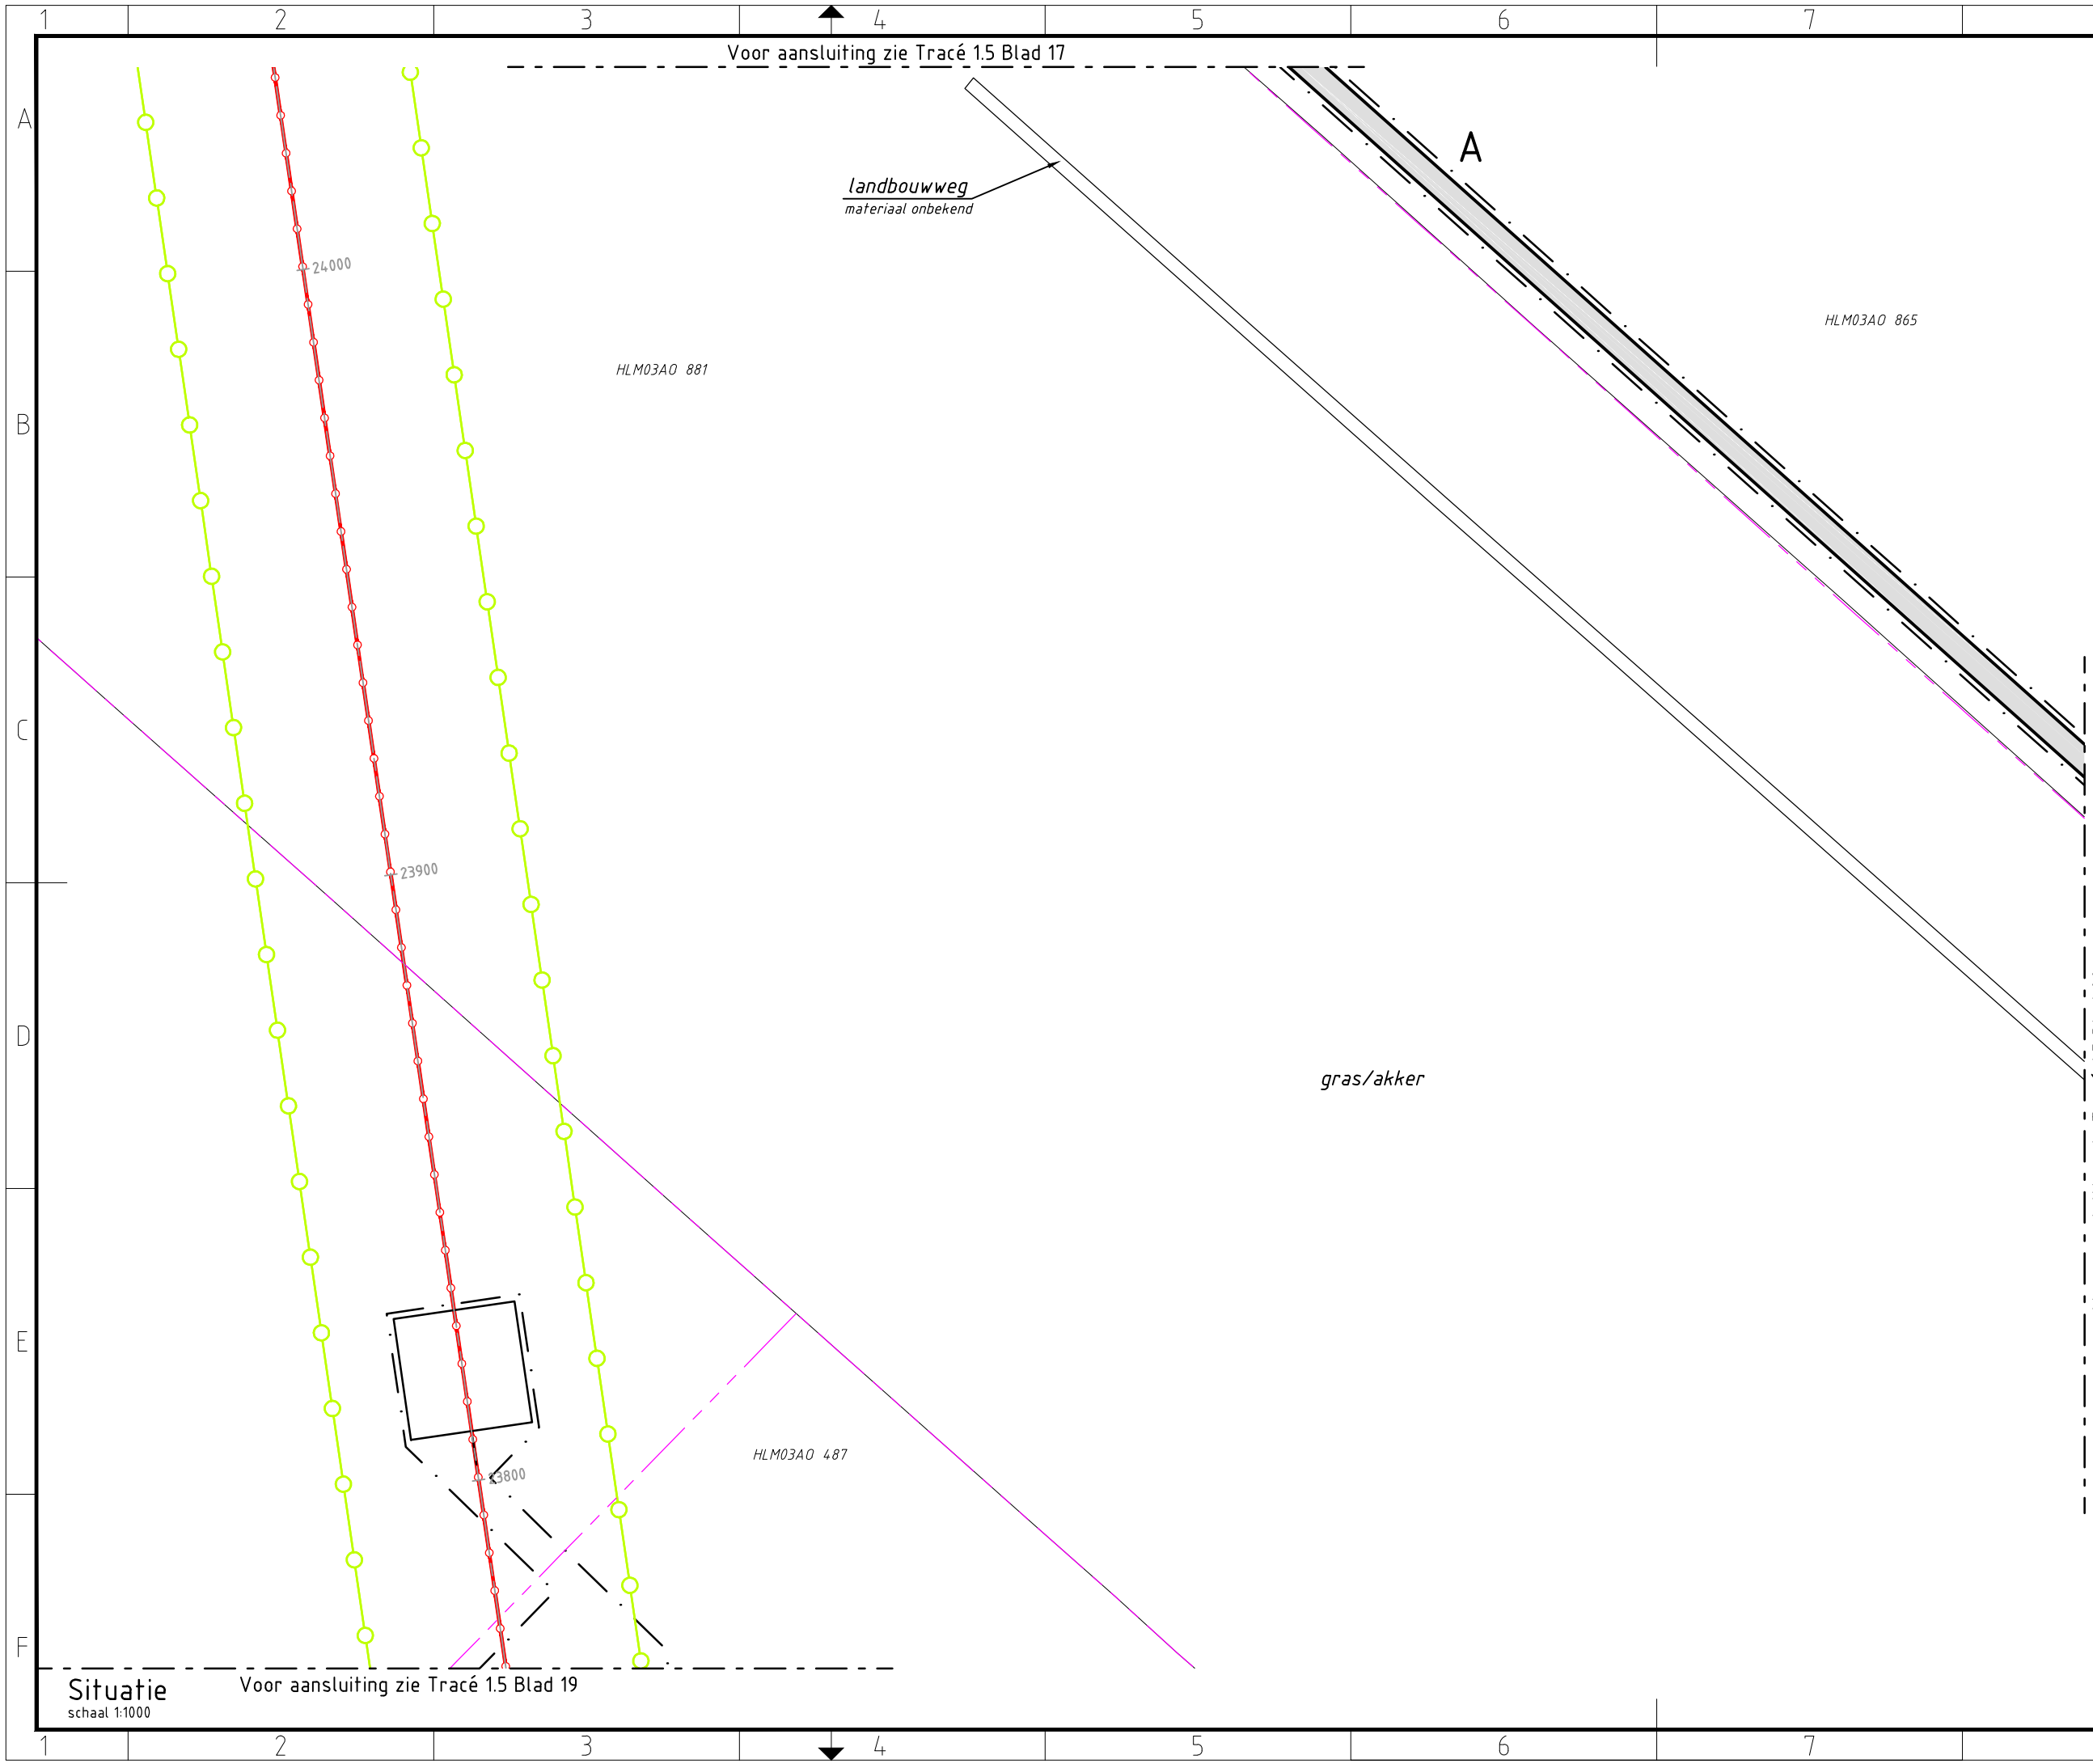 1 2 3 4 5 6 7
Voor aansluiting zie Tracé 1.5 Blad 17
A
A
landbouwweg
materiaal onbekend
24000
HLM03AO 865
HLM03AO 881
B
C
23900
D
gras/akker
E
HLM03AO 487
23800
F
Situatie
schaal 1:1000
Voor aansluiting zie Tracé 1.5 Blad 19
1 2 3 4 5 6 7